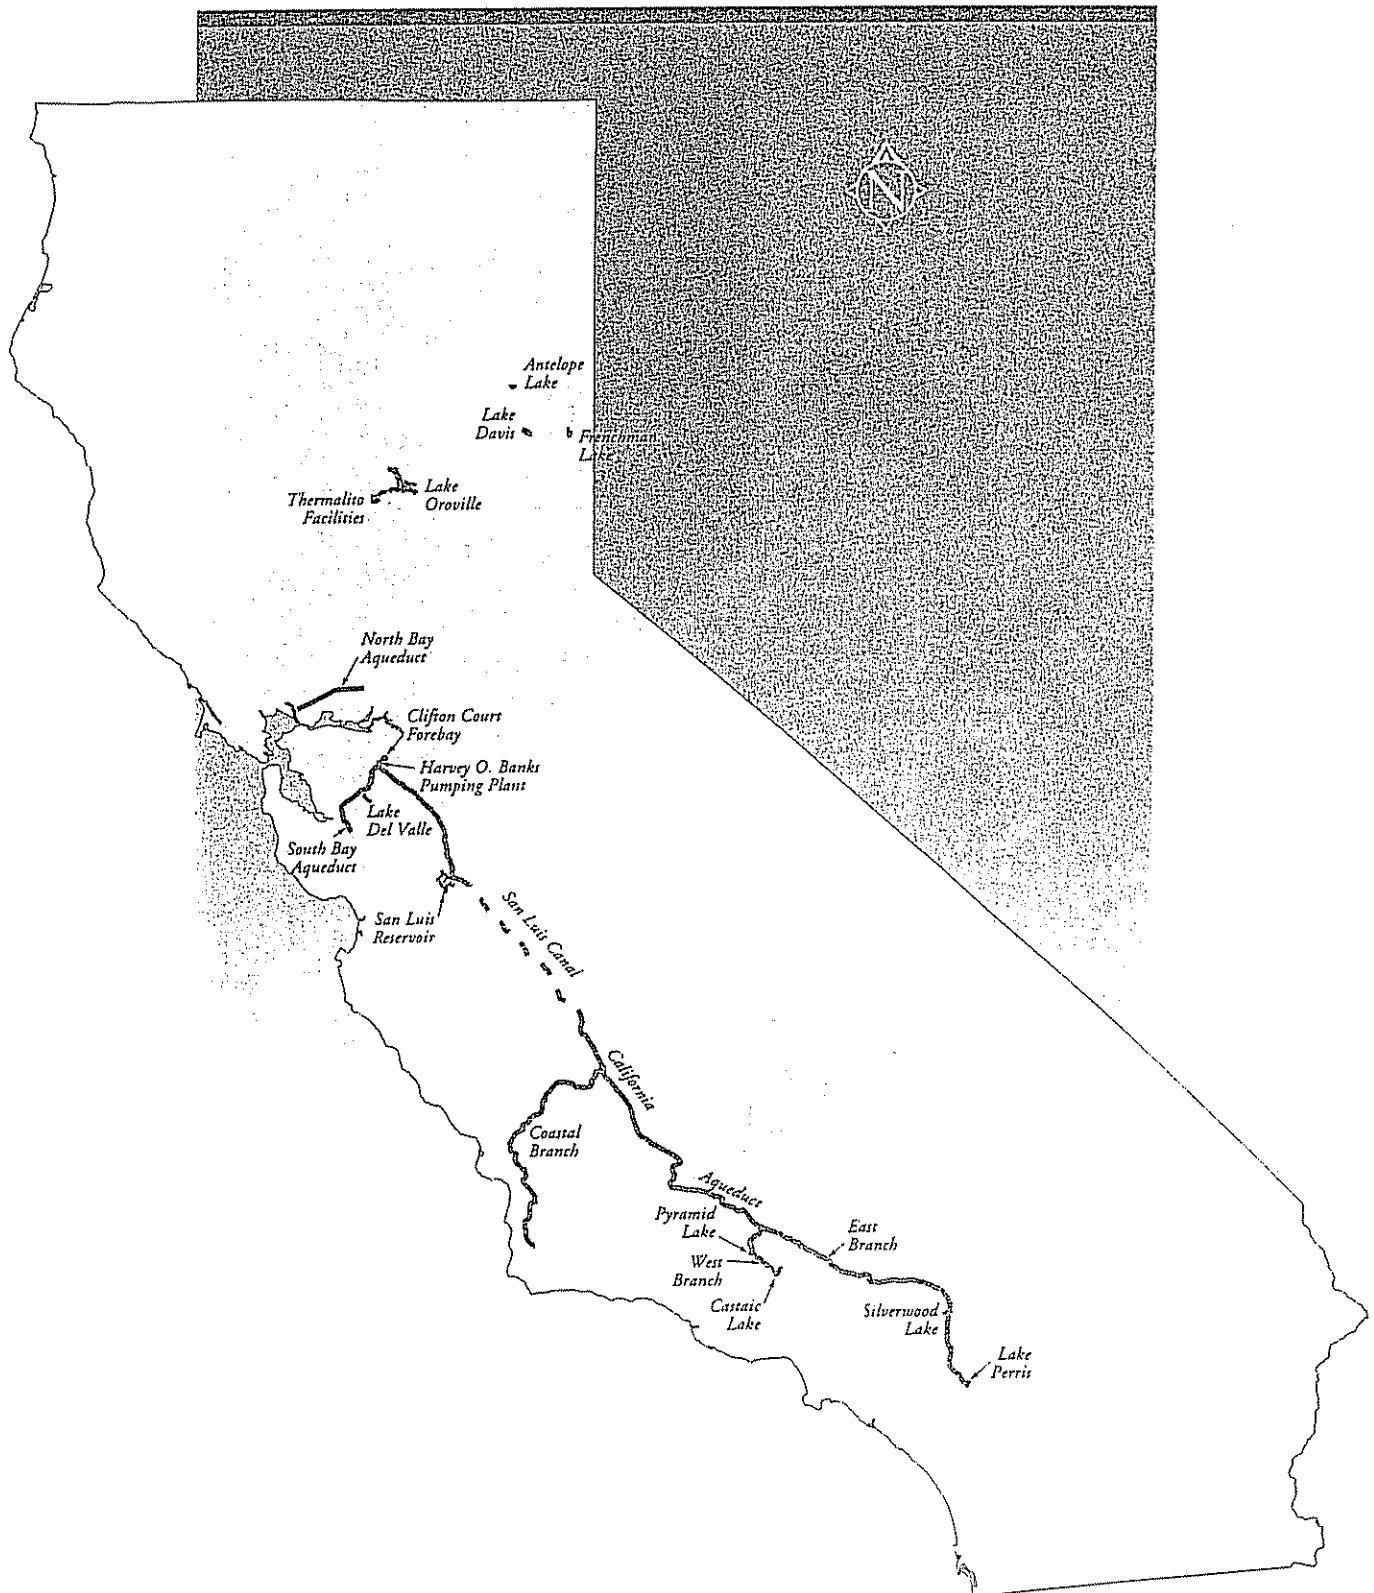 N
Antelope
Lake
Lake
Davis
Frenchman
Lake
Lake
Oroville
Thermalito
Facilities
North Bay
Aqueduct
Clifton Court
Forebay
Harvey O. Banks
Pumping Plant
Lake
Del Valle
South Bay
Aqueduct
San Luis
Reservoir
San Luis Canal
California
Coastal
Branch
Aqueduct
Pyramid
Lake
East
Branch
West
Branch
Castaic
Lake
Silverwood
Lake
Lake
Perris